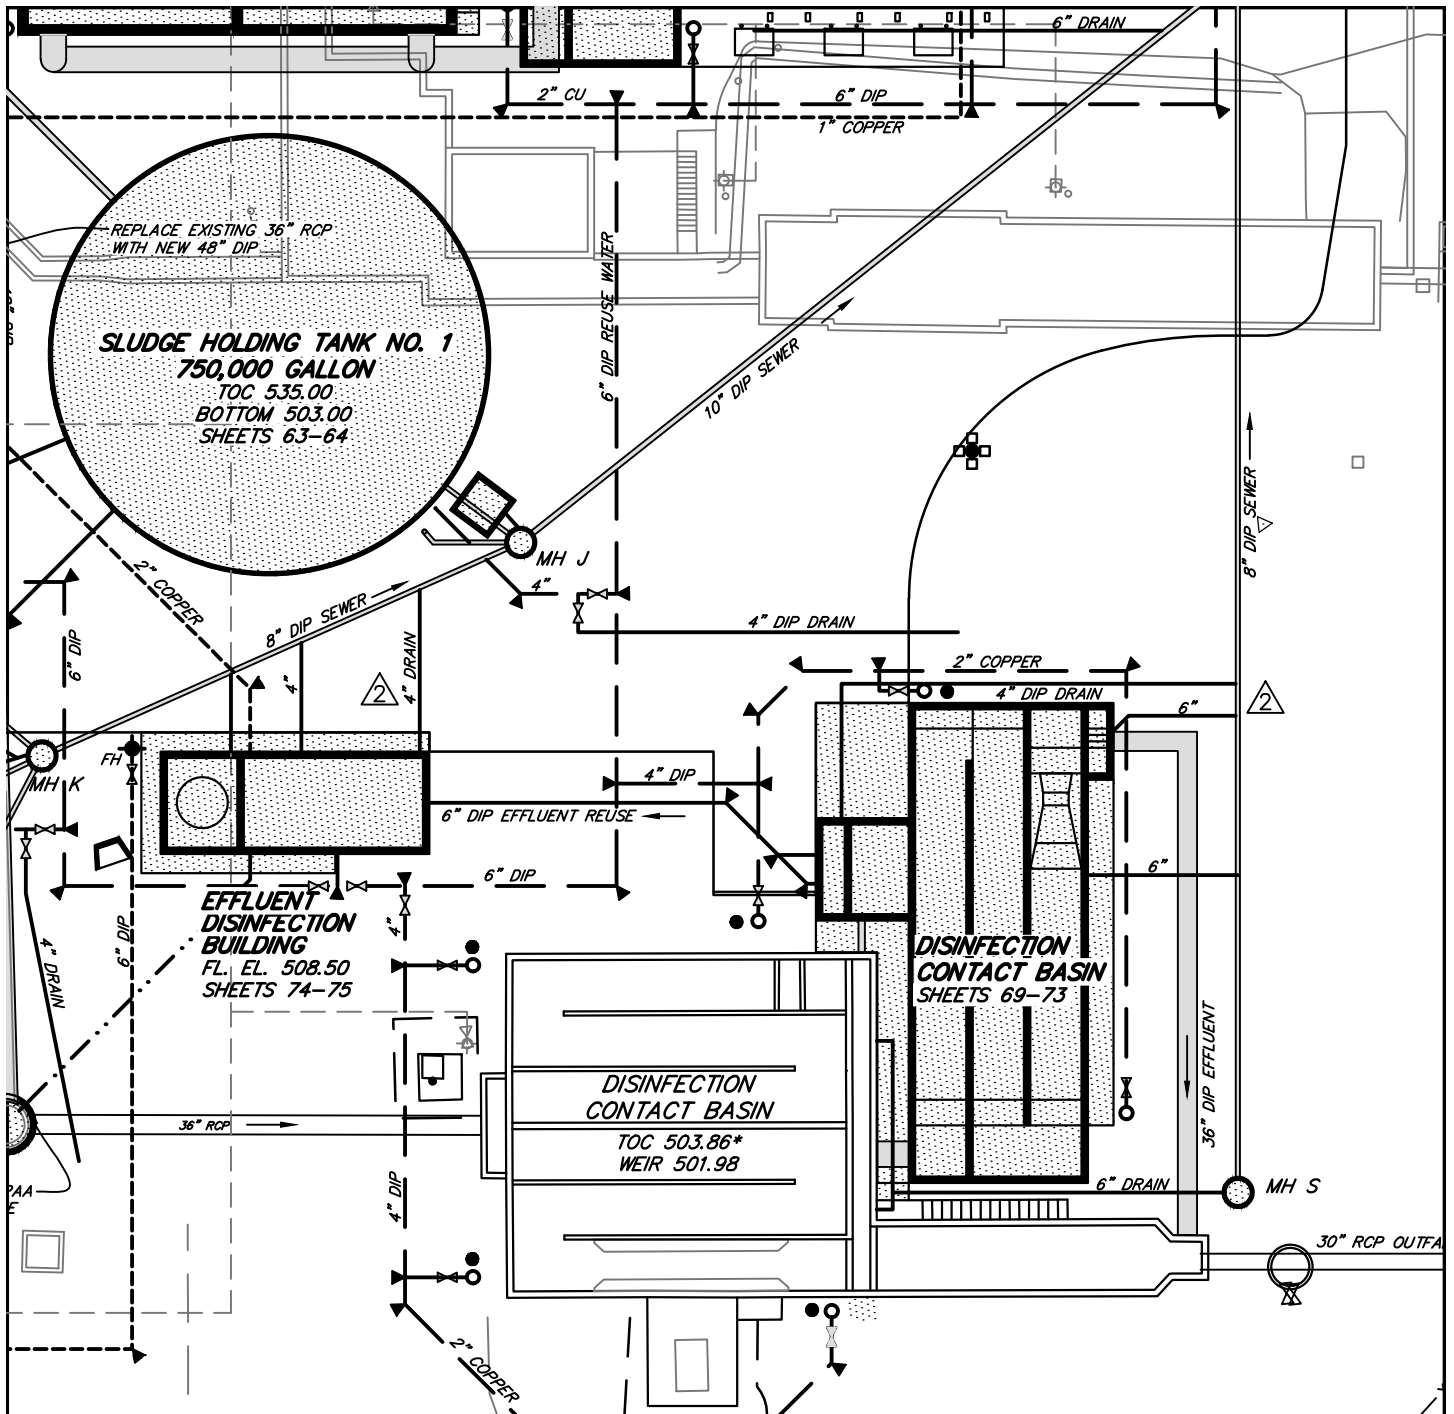 6" DRAIN
2" CU
6" DIP
1" COPPER
REPLACE EXISTING 36" RCP
WITH NEW 48" DIP
6" DIP REUSE WATER
SLUDGE HOLDING TANK NO. 1
750,000 GALLON
TOC 535.00
BOTTOM 503.00
SHEETS 63-64
10" DIP SEWER
8" DIP SEWER
MH J
2" COPPER
4"
8" DIP SEWER
4" DIP DRAIN
6" DIP
4"
4" DRAIN
2
2" COPPER
4" DIP DRAIN
6"
2
FH
MH K
4" DIP
6" DIP EFFLUENT REUSE
6" DIP
6"
EFFLUENT
DISINFECTION
BUILDING
FL. EL. 508.50
SHEETS 74-75
4"
6" DIP
4" DRAIN
DISINFECTION
CONTACT BASIN
SHEETS 69-73
36" DIP EFFLUENT
DISINFECTION
CONTACT BASIN
TOC 503.86*
WEIR 501.98
36" RCP
4" DIP
6" DRAIN
MH S
PAA
E
30" RCP OUTFA
2" COPPER